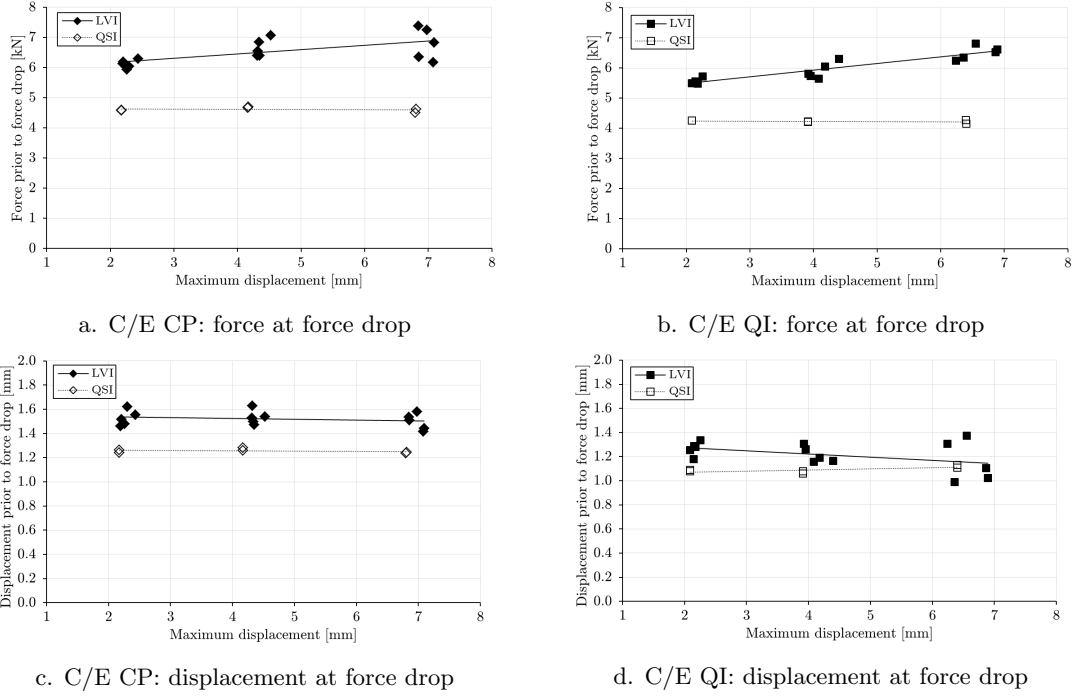 Force prior to force drop [kN]
8
7
6
5
4
3
2
1
0
LVI
QSI
1 2 3 4 5 6 7 8
Maximum displacement [mm]
a. C/E CP: force at force drop
Force prior to force drop [kN]
8
7
6
5
4
3
2
1
0
LVI
QSI
1 2 3 4 5 6 7 8
Maximum displacement [mm]
b. C/E QI: force at force drop
Displacement prior to force drop [mm]
2.0
1.8
1.6
1.4
1.2
1.0
0.8
0.6
0.4
0.2
0.0
LVI
QSI
1 2 3 4 5 6 7 8
Maximum displacement [mm]
c. C/E CP: displacement at force drop
Displacement prior to force drop [mm]
2.0
1.8
1.6
1.4
1.2
1.0
0.8
0.6
0.4
0.2
0.0
LVI
QSI
1 2 3 4 5 6 7 8
Maximum displacement [mm]
d. C/E QI: displacement at force drop